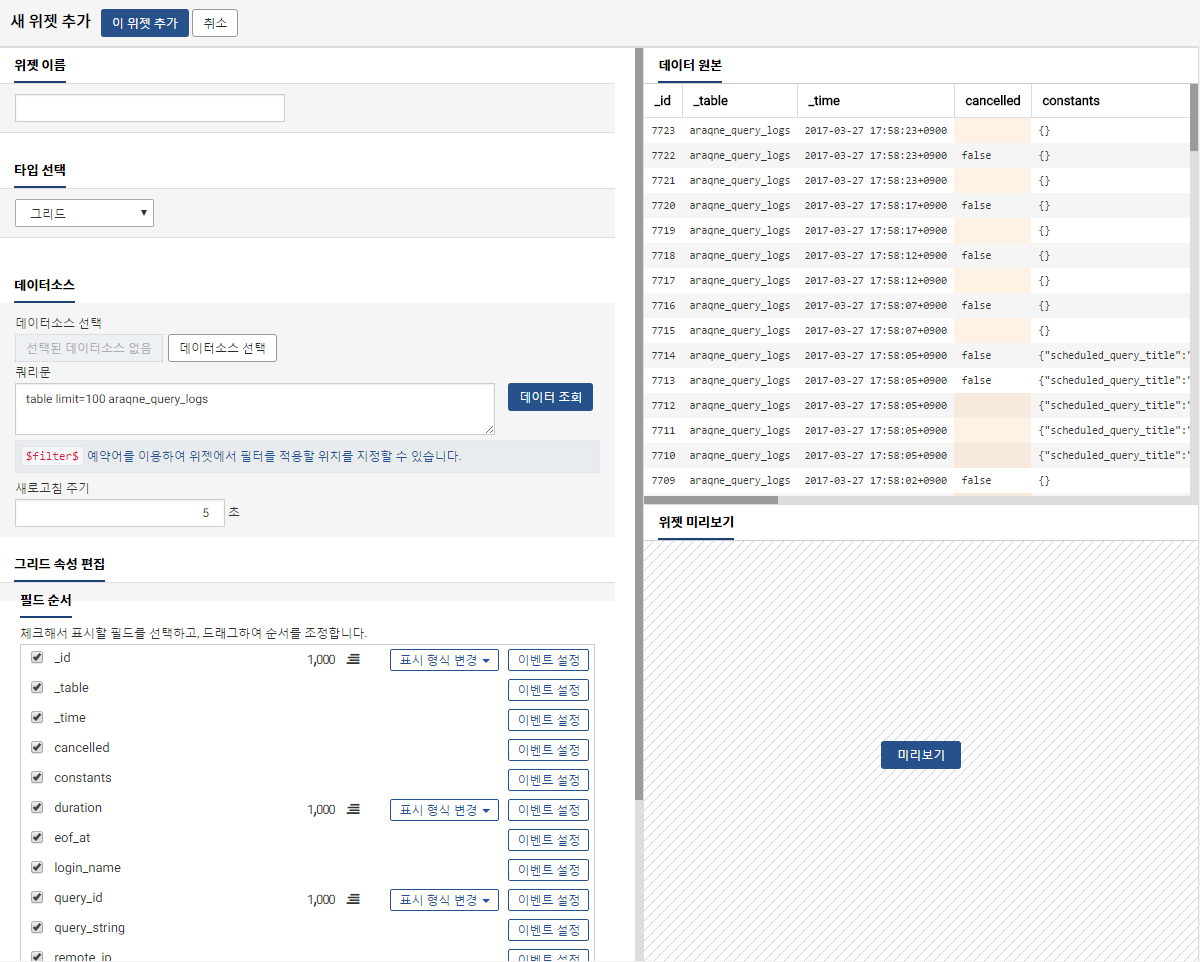 새 위젯 추가 이 위젯 추가 취소
위젯 이름
타입 선택
그리드
데이터소스
데이터소스 선택
선택된 데이터소스 없음 데이터소스 선택
쿼리문
table limit=100 araqne_query_logs 데이터 조회
$filter$ 예약어를 이용하여 위젯에서 필터를 적용할 위치를 지정할 수 있습니다.
새로고침 주기
5 초
그리드 속성 편집
필드 순서
체크해서 표시할 필드를 선택하고, 드래그하여 순서를 조정합니다.
_id 1,000 표시 형식 변경 이벤트 설정
_table 이벤트 설정
_time 이벤트 설정
cancelled 이벤트 설정
constants 이벤트 설정
duration 1,000 표시 형식 변경 이벤트 설정
eof_at 이벤트 설정
login_name 이벤트 설정
query_id 1,000 표시 형식 변경 이벤트 설정
query_string 이벤트 설정
remote_ip 이벤트 설정
데이터 원본
_id _table _time cancelled constants
7723 araqne_query_logs 2017-03-27 17:58:23+0900 {}
7722 araqne_query_logs 2017-03-27 17:58:23+0900 false {}
7721 araqne_query_logs 2017-03-27 17:58:23+0900 {}
7720 araqne_query_logs 2017-03-27 17:58:17+0900 false {}
7719 araqne_query_logs 2017-03-27 17:58:17+0900 {}
7718 araqne_query_logs 2017-03-27 17:58:12+0900 false {}
7717 araqne_query_logs 2017-03-27 17:58:12+0900 {}
7716 araqne_query_logs 2017-03-27 17:58:07+0900 false {}
7715 araqne_query_logs 2017-03-27 17:58:07+0900 {}
7714 araqne_query_logs 2017-03-27 17:58:05+0900 false {"scheduled_query_title":"
7713 araqne_query_logs 2017-03-27 17:58:05+0900 false {"scheduled_query_title":"
7712 araqne_query_logs 2017-03-27 17:58:05+0900 {"scheduled_query_title":"
7711 araqne_query_logs 2017-03-27 17:58:05+0900 {"scheduled_query_title":"
7710 araqne_query_logs 2017-03-27 17:58:05+0900 {"scheduled_query_title":"
7709 araqne_query_logs 2017-03-27 17:58:02+0900 false {}
위젯 미리보기
미리보기